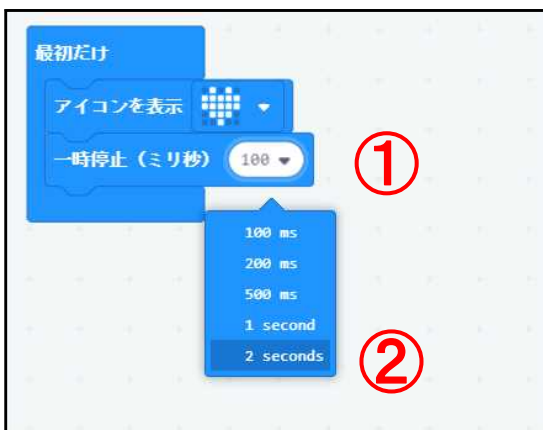 最初だけ
アイコンを表示
一時停止（ミリ秒） 100
①
100 ms
200 ms
500 ms
1 second
2 seconds
②